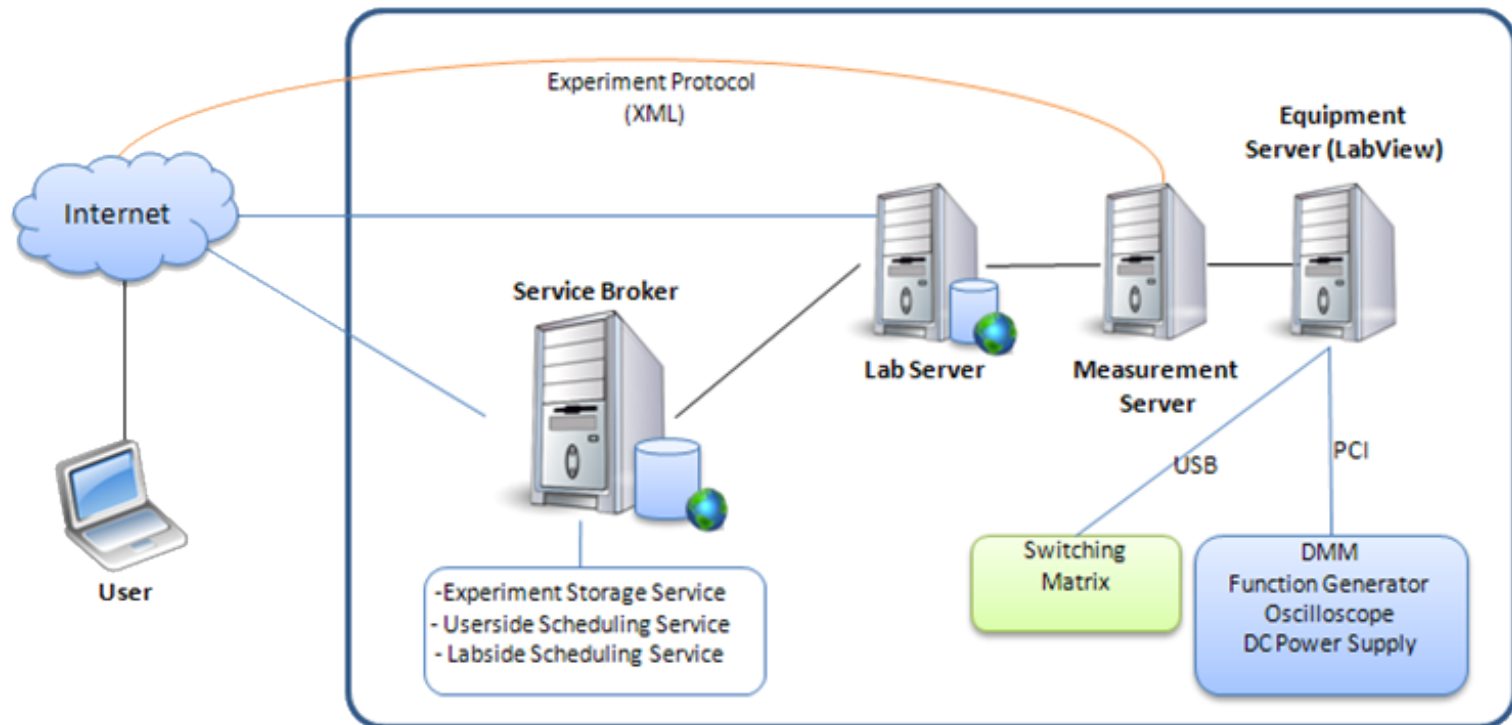 Experiment Protocol
(XML)
Equipment
Server (LabView)
Internet
Service Broker
Lab Server
Measurement
Server
USB
PCI
User
-Experiment Storage Service
- Userside Scheduling Service
- Labside Scheduling Service
Switching
Matrix
DMM
Function Generator
Oscilloscope
DC Power Supply